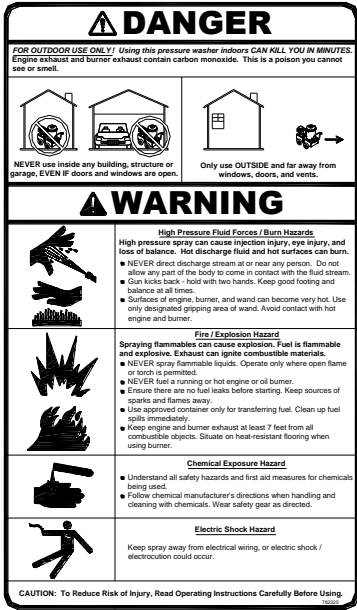 DANGER
FOR OUTDOOR USE ONLY! Using this pressure washer indoors CAN KILL YOU IN MINUTES.
Engine exhaust and burner exhaust contain carbon monoxide. This is a poison you cannot
see or smell.
NEVER use inside any building, structure or
garage, EVEN IF doors and windows are open.
Only use OUTSIDE and far away from
windows, doors, and vents.
WARNING
High Pressure Fluid Forces / Burn Hazards
High pressure spray can cause injection injury, eye injury, and
loss of balance. Hot discharge fluid and hot surfaces can burn.
NEVER direct discharge stream at or near any person. Do not
allow any part of the body to come in contact with the fluid stream.
Gun kicks back - hold with two hands. Keep good footing and
balance at all times.
Surfaces of engine, burner, and wand can become very hot. Use
only designated gripping area of wand. Avoid contact with hot
engine and burner.
Fire / Explosion Hazard
Spraying flammables can cause explosion. Fuel is flammable
and explosive. Exhaust can ignite combustible materials.
NEVER spray flammable liquids. Operate only where open flame
or torch is permitted.
NEVER fuel a running or hot engine or oil burner.
Ensure there are no fuel leaks before starting. Keep sources of
sparks and flames away.
Use approved container only for transferring fuel. Clean up fuel
spills immediately.
Keep engine and burner exhaust at least 7 feet from all
combustible objects. Situate on heat-resistant flooring when
using burner.
Chemical Exposure Hazard
Understand all safety hazards and first aid measures for chemicals
being used.
Follow chemical manufacturer's directions when handling and
cleaning with chemicals. Wear safety gear as directed.
Electric Shock Hazard
Keep spray away from electrical wiring, or electric shock /
electrocution could occur.
CAUTION: To Reduce Risk of Injury, Read Operating Instructions Carefully Before Using.